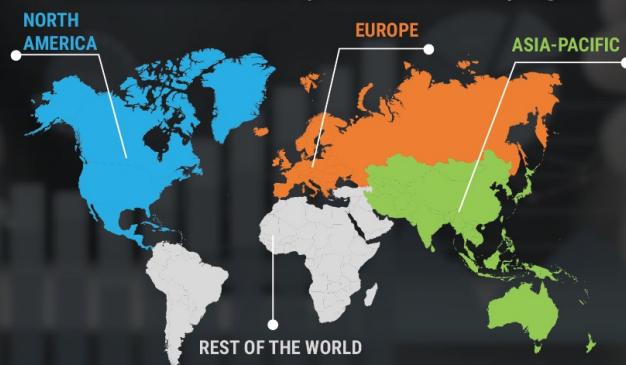 NORTH
AMERICA
EUROPE
ASIA-PACIFIC
REST OF THE WORLD